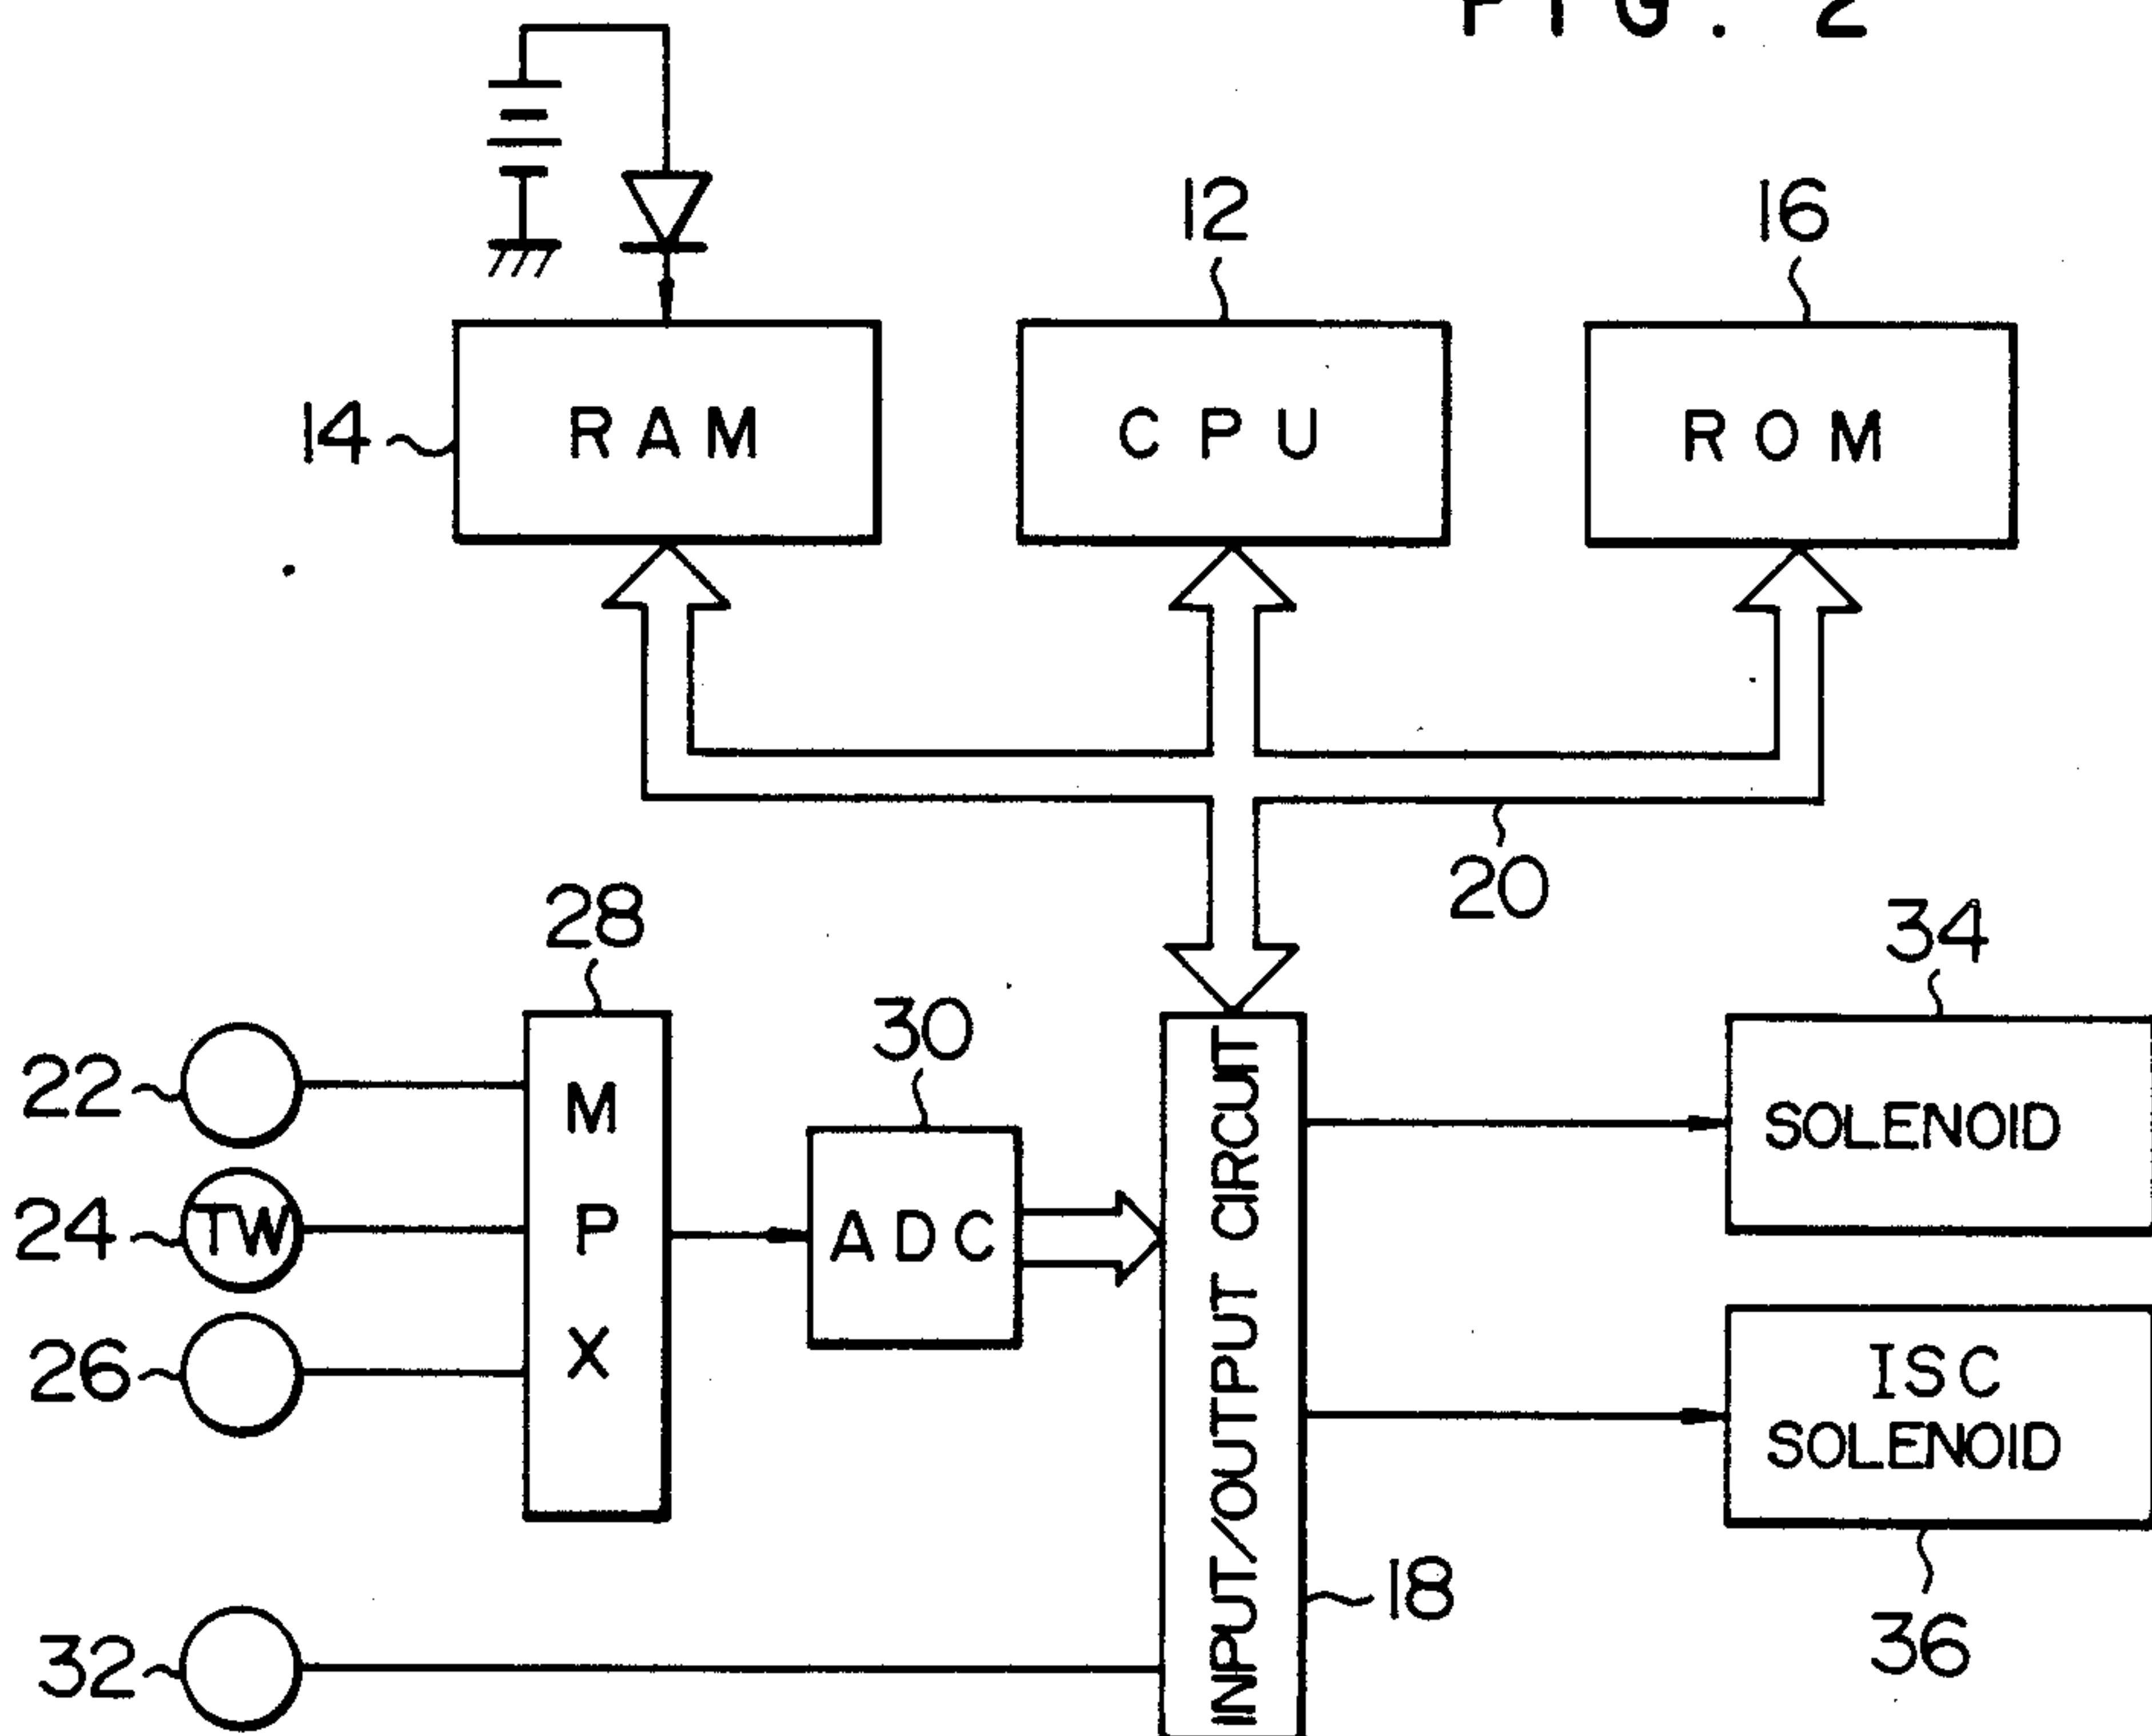 FIG. 2
12
16
14
RAM
CPU
ROM
20
28
34
30
22
M
P
X
SOLENOID
24
TW
ADC
INPUT/OUTPUT CIRCUIT
26
ISC
SOLENOID
18
32
36